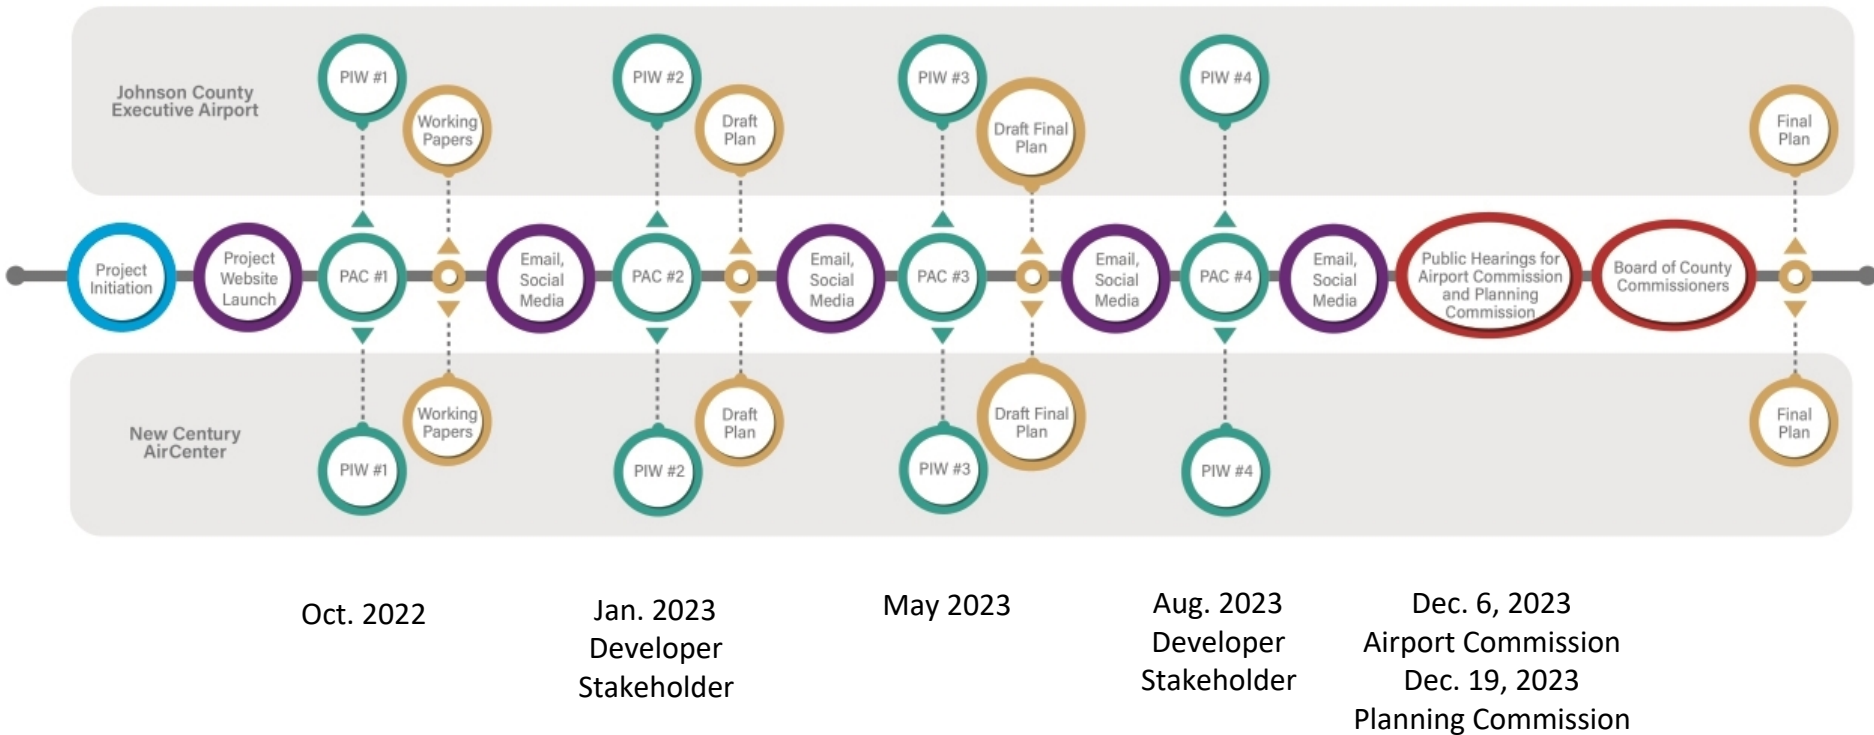 Johnson County
Executive Airport
PIW #1
Working
Papers
PIW #2
Draft
Plan
PIW #3
Draft Final
Plan
PIW #4
Final
Plan
Project
Initiation
Project
Website
Launch
PAC #1
Email,
Social
Media
PAC #2
Email,
Social
Media
PAC #3
Email,
Social
Media
PAC #4
Email,
Social
Media
Public Hearings for
Airport Commission
and Planning
Commission
Board of County
Commissioners
New Century
AirCenter
PIW #1
Working
Papers
PIW #2
Draft
Plan
PIW #3
Draft Final
Plan
PIW #4
Final
Plan
Oct. 2022
Jan. 2023
Developer
Stakeholder
May 2023
Aug. 2023
Developer
Stakeholder
Dec. 6, 2023
Airport Commission
Dec. 19, 2023
Planning Commission